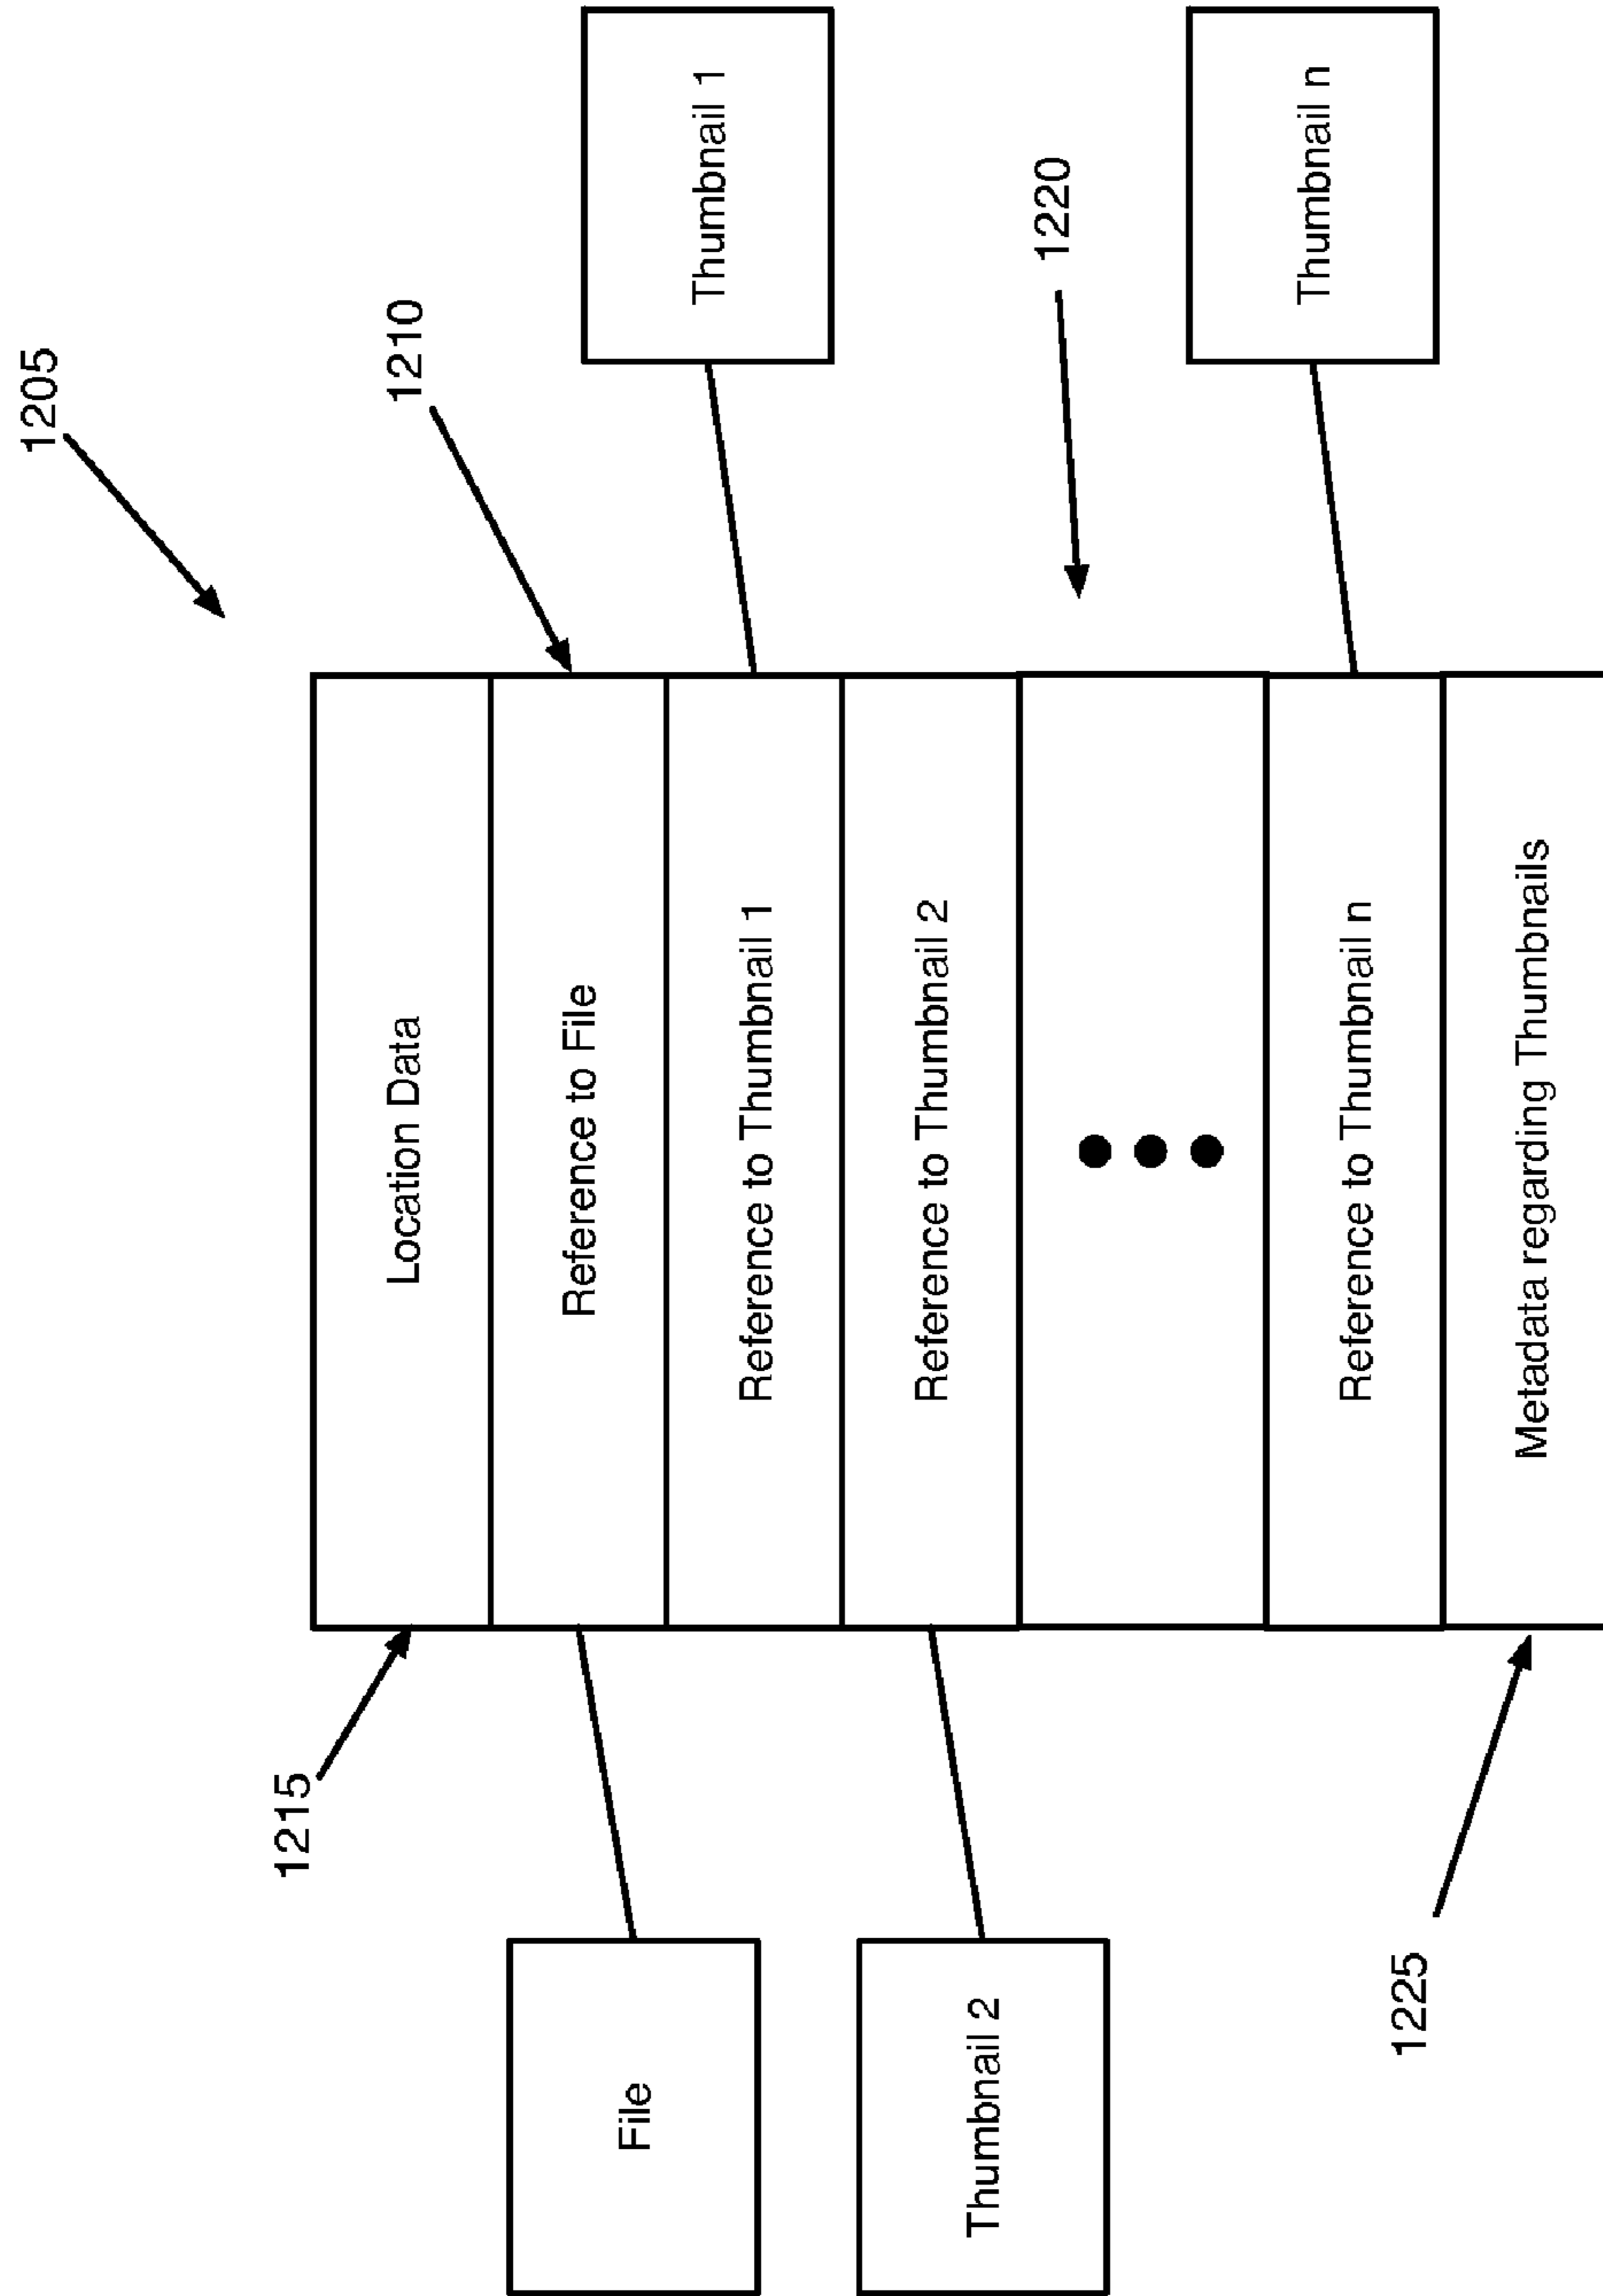 1205
1210
1215
Location Data
Reference to File
File
Reference to Thumbnail 1
Thumbnail 1
Reference to Thumbnail 2
Thumbnail 2
1220
Reference to Thumbnail n
Thumbnail n
Metadata regarding Thumbnails
1225